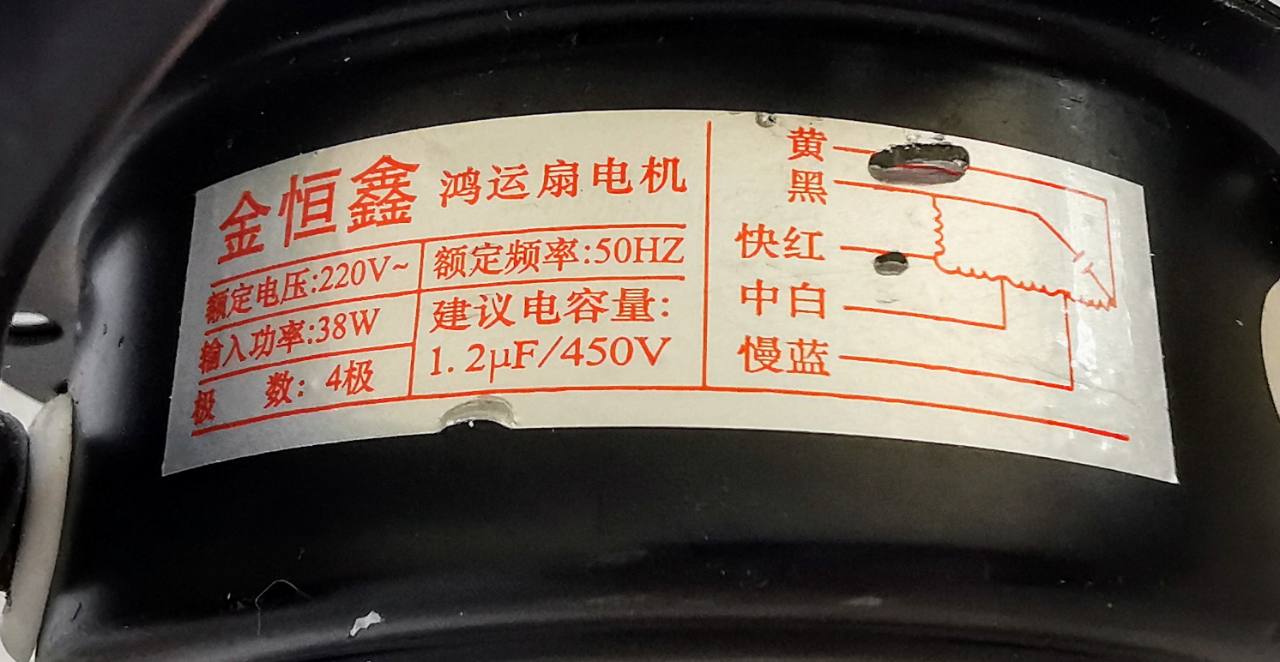 金恒鑫 鸿运扇电机
额定电压:220V~
额定频率:50HZ
输入功率:38W
建议电容量:
1.2μF/450V
极 数: 4极
黄
黑
快红
中白
慢蓝